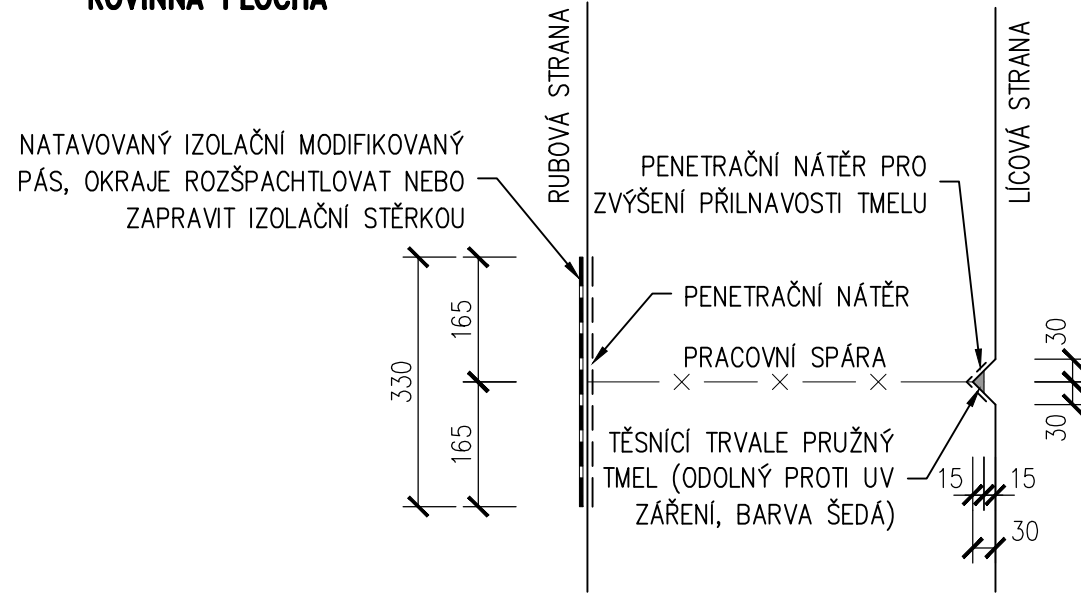 ROVINNÁ PLOCHA
RUBOVÁ STRANA
LÍCOVÁ STRANA
NATAVOVANÝ IZOLAČNÍ MODIFIKOVANÝ
PÁS, OKRAJE ROZŠPACHTLOVAT NEBO
ZAPRAVIT IZOLAČNÍ STĚRKOU
PENETRAČNÍ NÁTĚR PRO
ZVÝŠENÍ PŘILNAVOSTI TMELU
PENETRAČNÍ NÁTĚR
PRACOVNÍ SPÁRA
330
165
165
30
30
TĚSNÍCÍ TRVALE PRUŽNÝ
TMEL (ODOLNÝ PROTI UV
ZÁŘENÍ, BARVA ŠEDÁ)
15
15
30